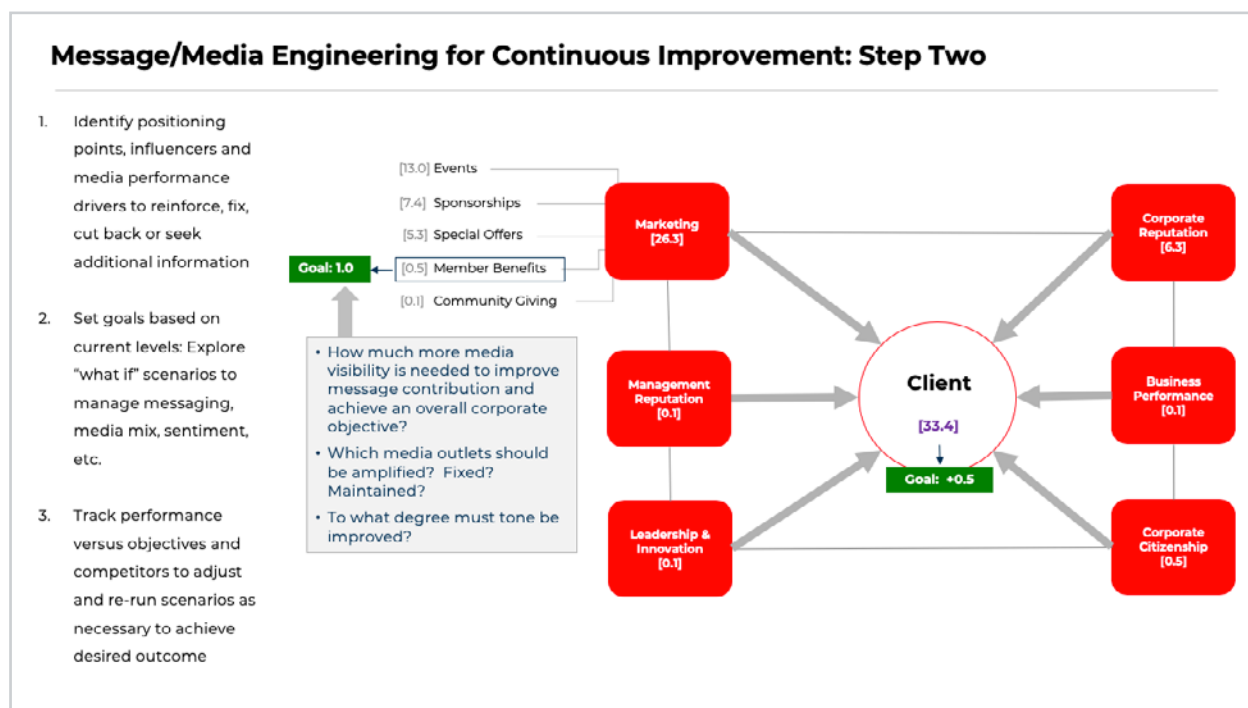 Message/Media Engineering for Continuous Improvement: Step Two
1. Identify positioning
points, influencers and
media performance
drivers to reinforce, fix,
cut back or seek
additional information
2. Set goals based on
current levels: Explore
“what if” scenarios to
manage messaging,
media mix, sentiment,
etc.
3. Track performance
versus objectives and
competitors to adjust
and re-run scenarios as
necessary to achieve
desired outcome
[13.0] Events
[7.4] Sponsorships
[5.3] Special Offers
Goal: 1.0
[0.5] Member Benefits
[0.1] Community Giving
• How much more media
visibility is needed to improve
message contribution and
achieve an overall corporate
objective?
• Which media outlets should
be amplified? Fixed?
Maintained?
• To what degree must tone be
improved?
Marketing
[26.3]
Management
Reputation
[0.1]
Leadership &
Innovation
[0.1]
Client
[33.4]
Goal: +0.5
Corporate
Reputation
[6.3]
Business
Performance
[0.1]
Corporate
Citizenship
[0.5]